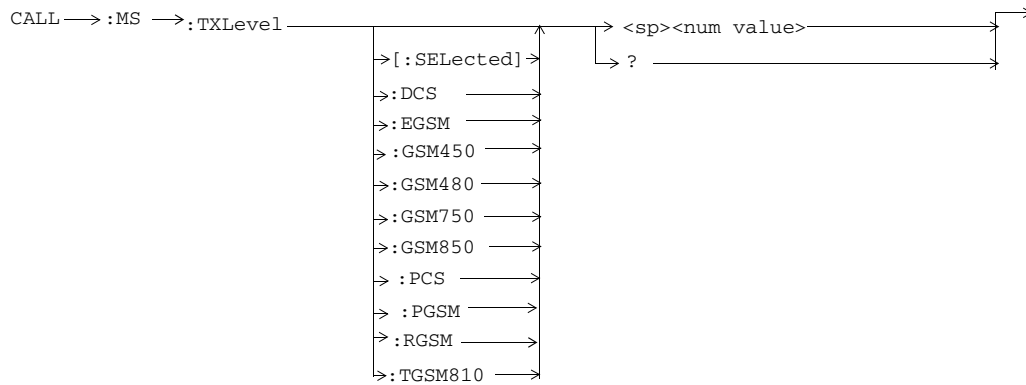 CALL :MS :TXLevel <sp><num value>
[:SELected] ?
:DCS
:EGSM
:GSM450
:GSM480
:GSM750
:GSM850
:PCS
:PGSM
:RGSM
:TGSM810